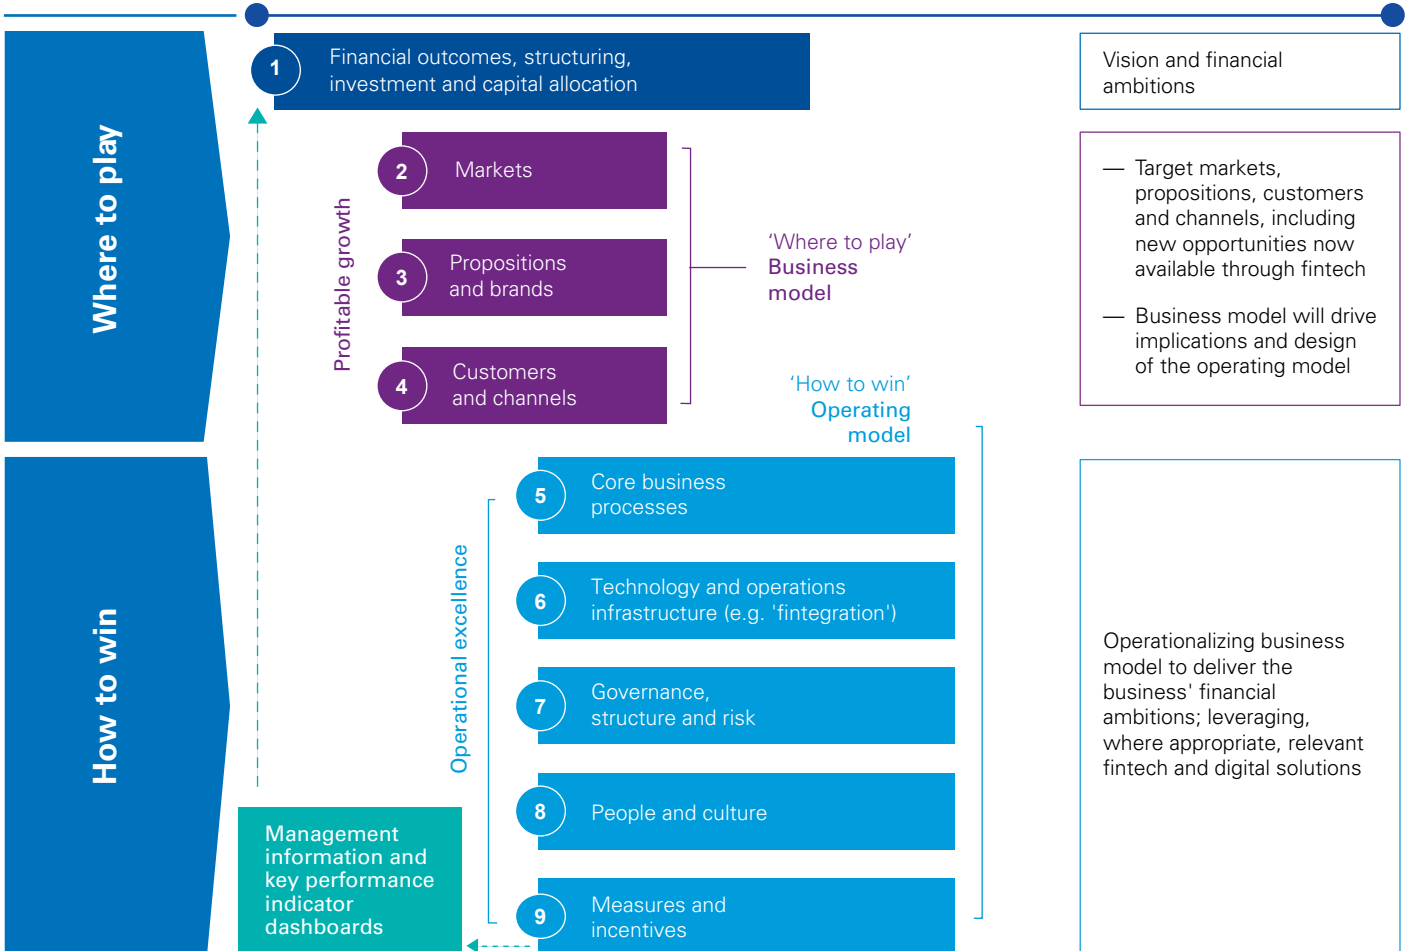 Where to play
1
Financial outcomes, structuring,
investment and capital allocation
Vision and financial
ambitions
Profitable growth
2
Markets
3
Propositions
and brands
4
Customers
and channels
‘Where to play’
Business
model
— Target markets,
propositions, customers
and channels, including
new opportunities now
available through fintech
— Business model will drive
implications and design
of the operating model
How to win
‘How to win’
Operating
model
Operational excellence
5
Core business
processes
6
Technology and operations
infrastructure (e.g. 'fintegration')
7
Governance,
structure and risk
8
People and culture
9
Measures and
incentives
Management
information and
key performance
indicator
dashboards
Operationalizing business
model to deliver the
business' financial
ambitions; leveraging,
where appropriate, relevant
fintech and digital solutions